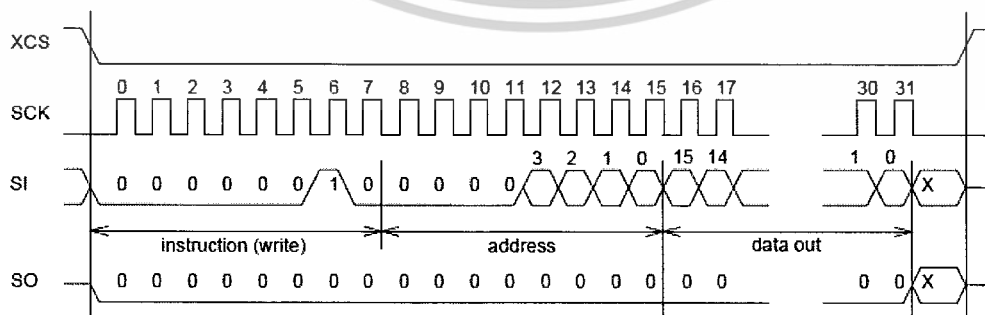 XCS
0 1 2 3 4 5 6 7 8 9 10 11 12 13 14 15 16 17 30 31
SCK
3 2 1 0 15 14 1 0
SI 0 0 0 0 0 0 1 0 0 0 0 0 X
instruction (write) address data out
SO 0 0 0 0 0 0 0 0 0 0 0 0 0 0 0 0 0 0 0 0 X